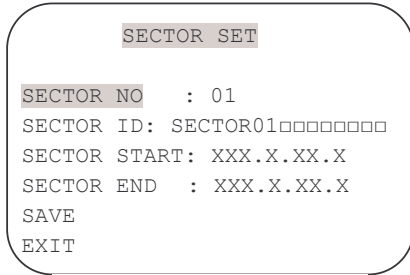 SECTOR SET
SECTOR NO : 01
SECTOR ID: SECTOR01□□□□□□□□
SECTOR START: XXX.X.XX.X
SECTOR END : XXX.X.XX.X
SAVE
EXIT